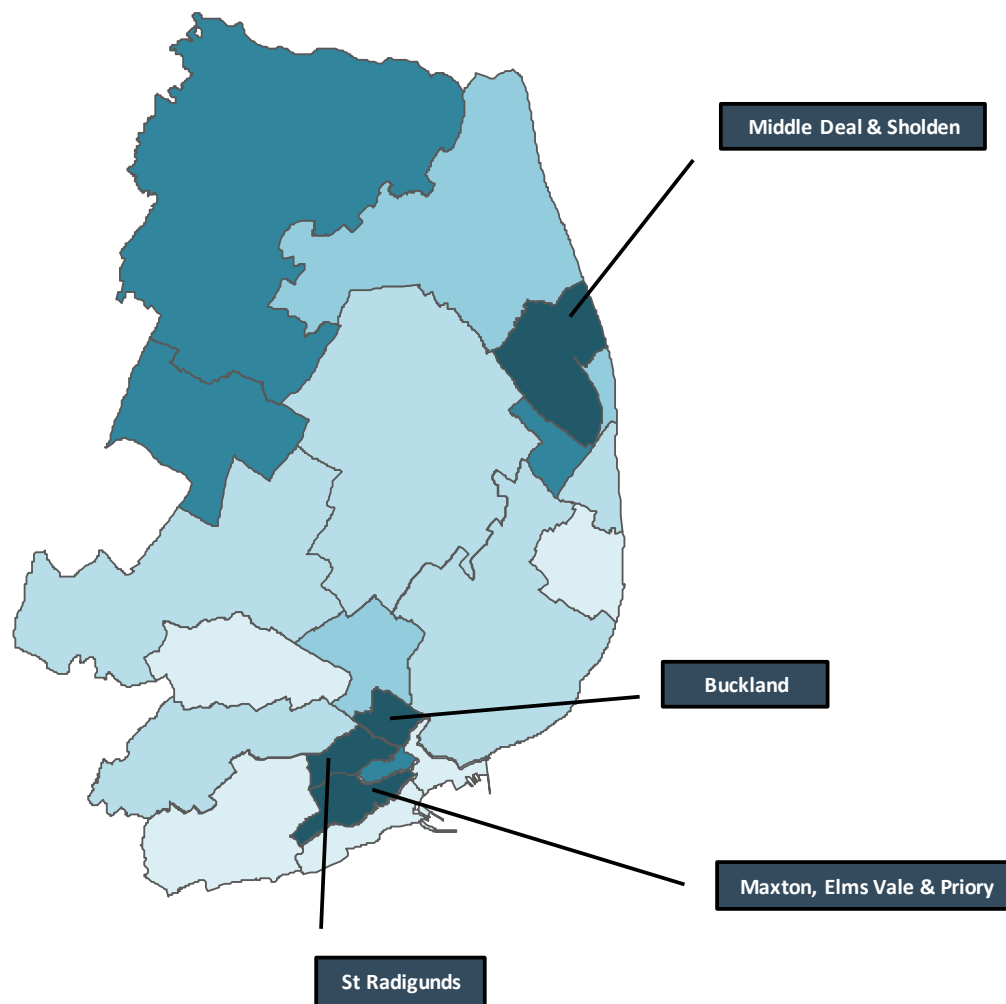 Middle Deal & Sholden
Buckland
Maxton, Elms Vale & Priory
St Radigunds